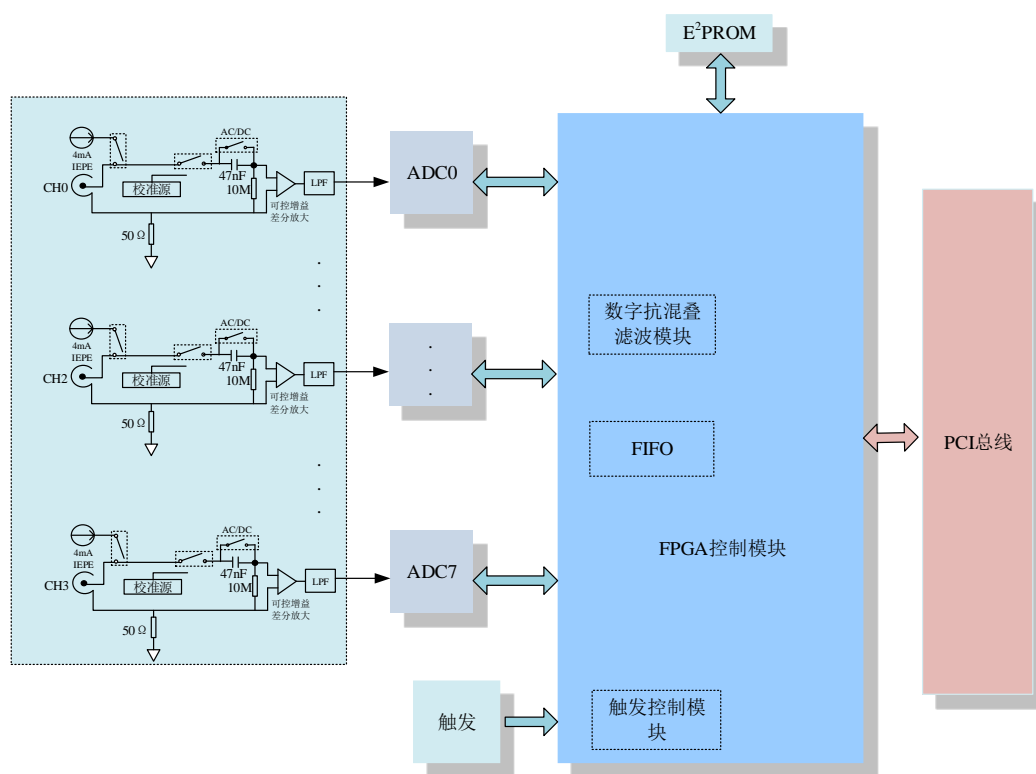 E²PROM
AC/DC
4mA
IEPE
CH0
校准源
47nF
10M
LPF
可控增益
差分放大
50Ω
ADC0
AC/DC
4mA
IEPE
CH2
校准源
47nF
10M
LPF
可控增益
差分放大
50Ω
AC/DC
4mA
IEPE
CH3
校准源
47nF
10M
LPF
可控增益
差分放大
50Ω
ADC7
数字抗混叠
滤波模块
FIFO
FPGA控制模块
触发
触发控制模
块
PCI总线